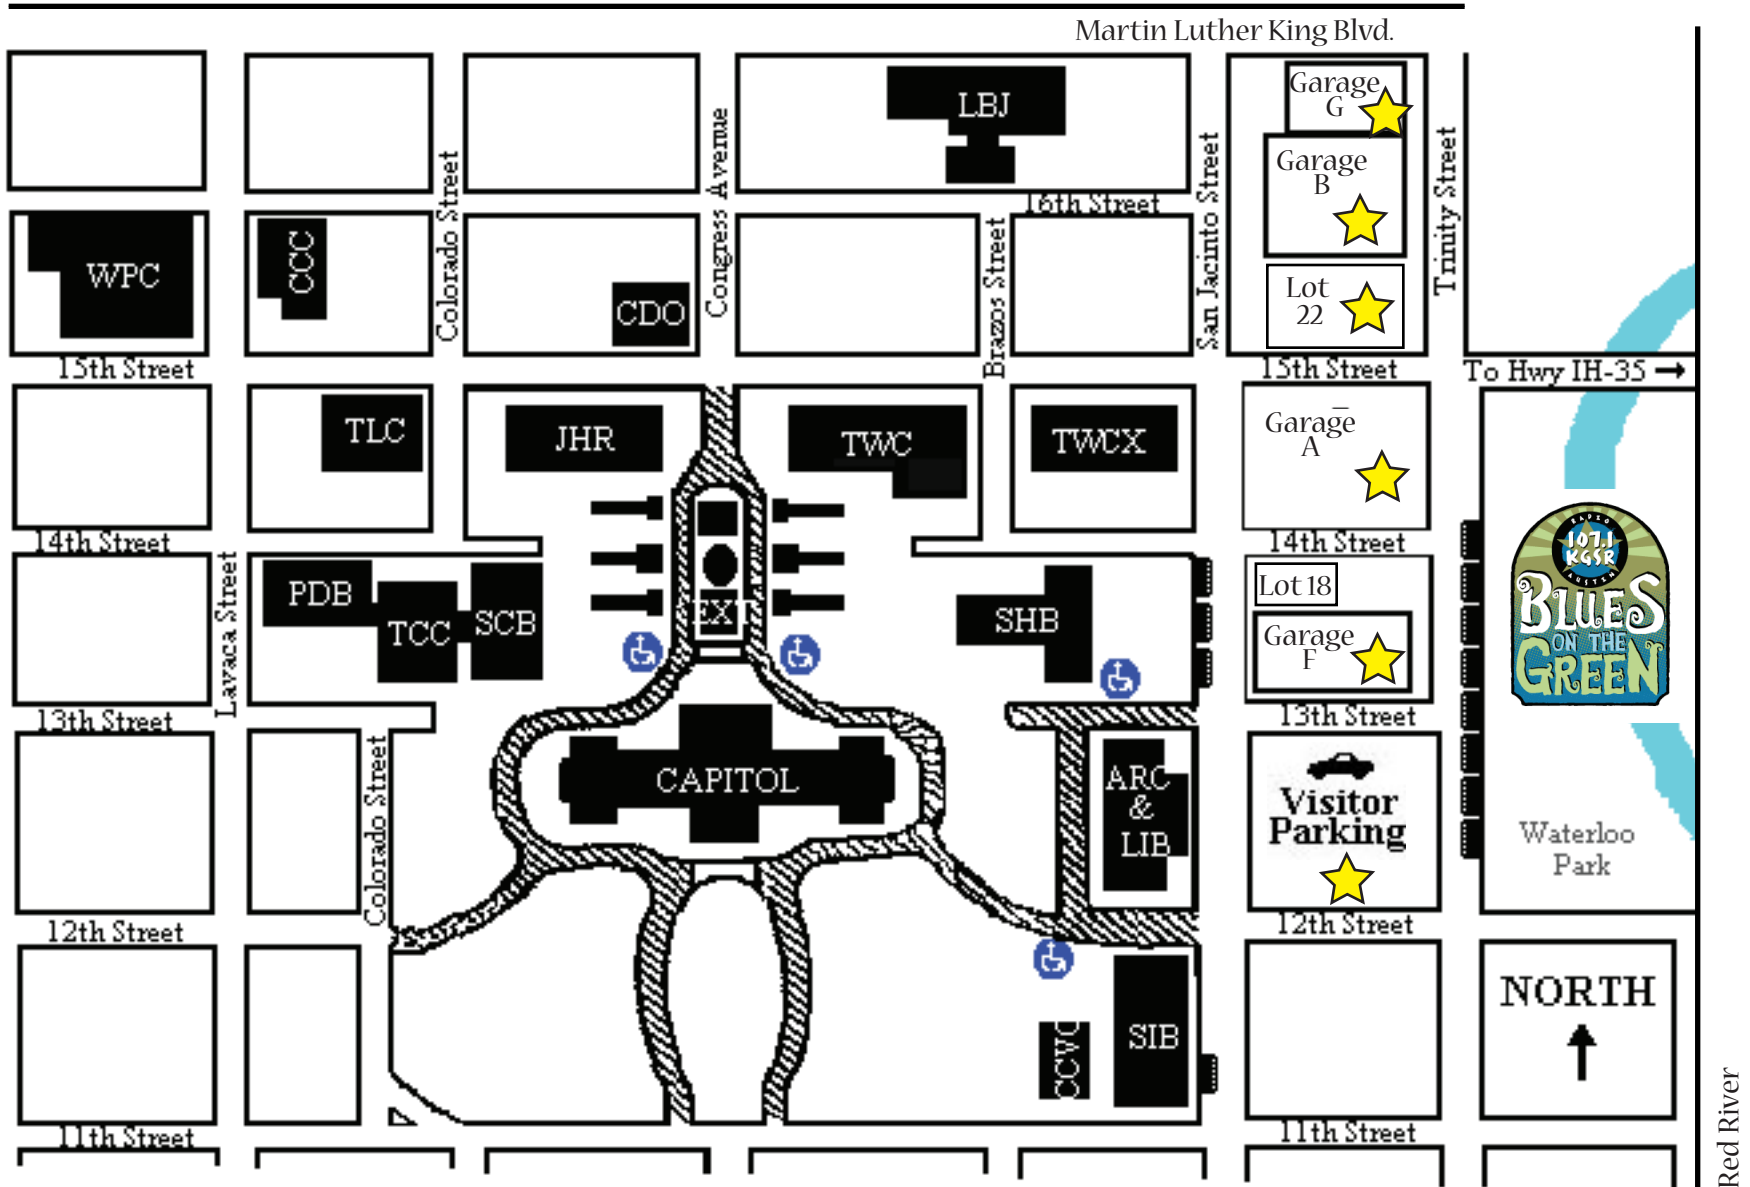 Martin Luther King Blvd.
Garage
G
LBJ
Garage
B
16th Street
Colorado Street
Congress Avenue
Brazos Street
San Jacinto Street
Trinity Street
WPC
CCC
CDO
Lot
22
15th Street
15th Street
To Hwy IH-35 →
TLC
JHR
TWC
TWCX
Garage
A
14th Street
14th Street
RADIO
107.1
KGSR
AUSTIN
BLUES
ON THE
GREEN
Lavaca Street
PDB
TCC
SCB
EXT
SHB
Lot 18
Garage
F
13th Street
13th Street
Colorado Street
CAPITOL
ARC
&
LIB
Visitor
Parking
Waterloo
Park
12th Street
12th Street
NORTH
CCVC
SIB
11th Street
11th Street
Red River